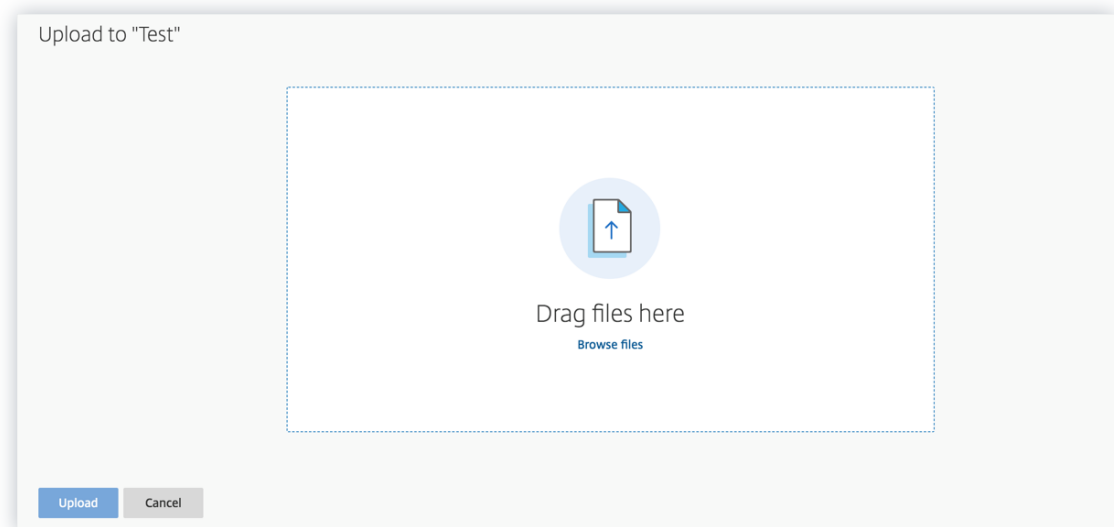 Upload to "Test"
Drag files here
Browse files
Upload
Cancel